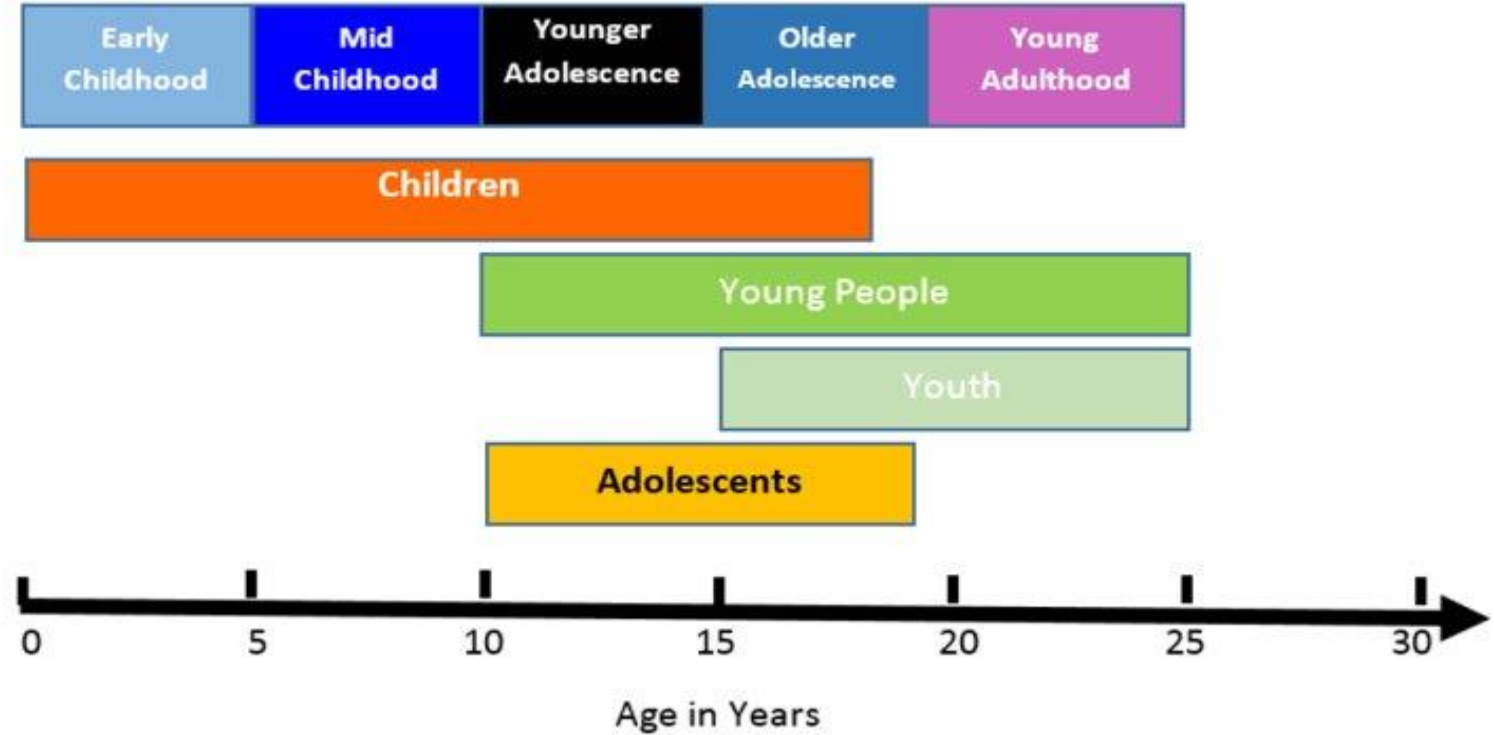 Early
Childhood
Mid
Childhood
Younger
Adolescence
Older
Adolescence
Young
Adulthood
Children
Young People
Youth
Adolescents
0 5 10 15 20 25 30
Age in Years